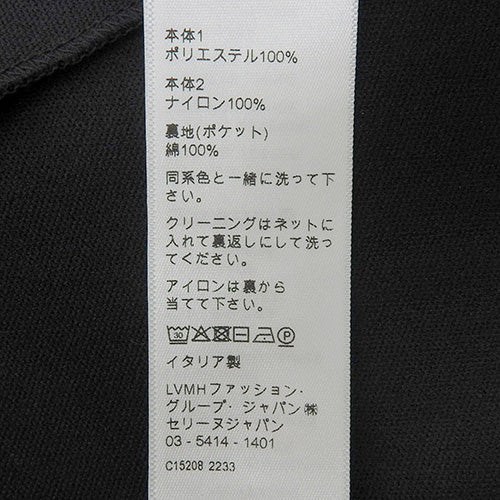 本体1
ポリエステル100%
本体2
ナイロン100%
裏地(ポケット)
綿100%
同系色と一緒に洗って下
さい。
クリーニングはネットに
入れて裏返しにして洗っ
てください。
アイロンは裏から
当てて下さい。
30 P
イタリア製
LVMHファッション・
グループ・ジャパン㈱
セリーヌジャパン
03 - 5414 - 1401
C15208 2233